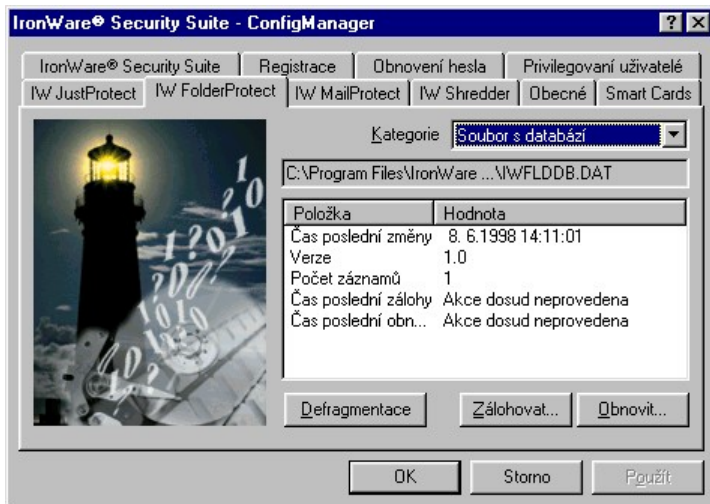 IronWare® Security Suite - ConfigManager
IronWare® Security Suite
Registrace
Obnovení hesla
Privilegovaní uživatelé
IW JustProtect
IW FolderProtect
IW MailProtect
IW Shredder
Obecné
Smart Cards
Kategorie
Soubor s databází
C:\Program Files\IronWare ...\IWFLDDB.DAT
Položka Hodnota
Čas poslední změny 8. 6.1998 14:11:01
Verze 1.0
Počet záznamů 1
Čas poslední zálohy Akce dosud neprovedena
Čas poslední obn... Akce dosud neprovedena
Defragmentace
Zálohovat...
Obnovit...
OK
Storno
Použít